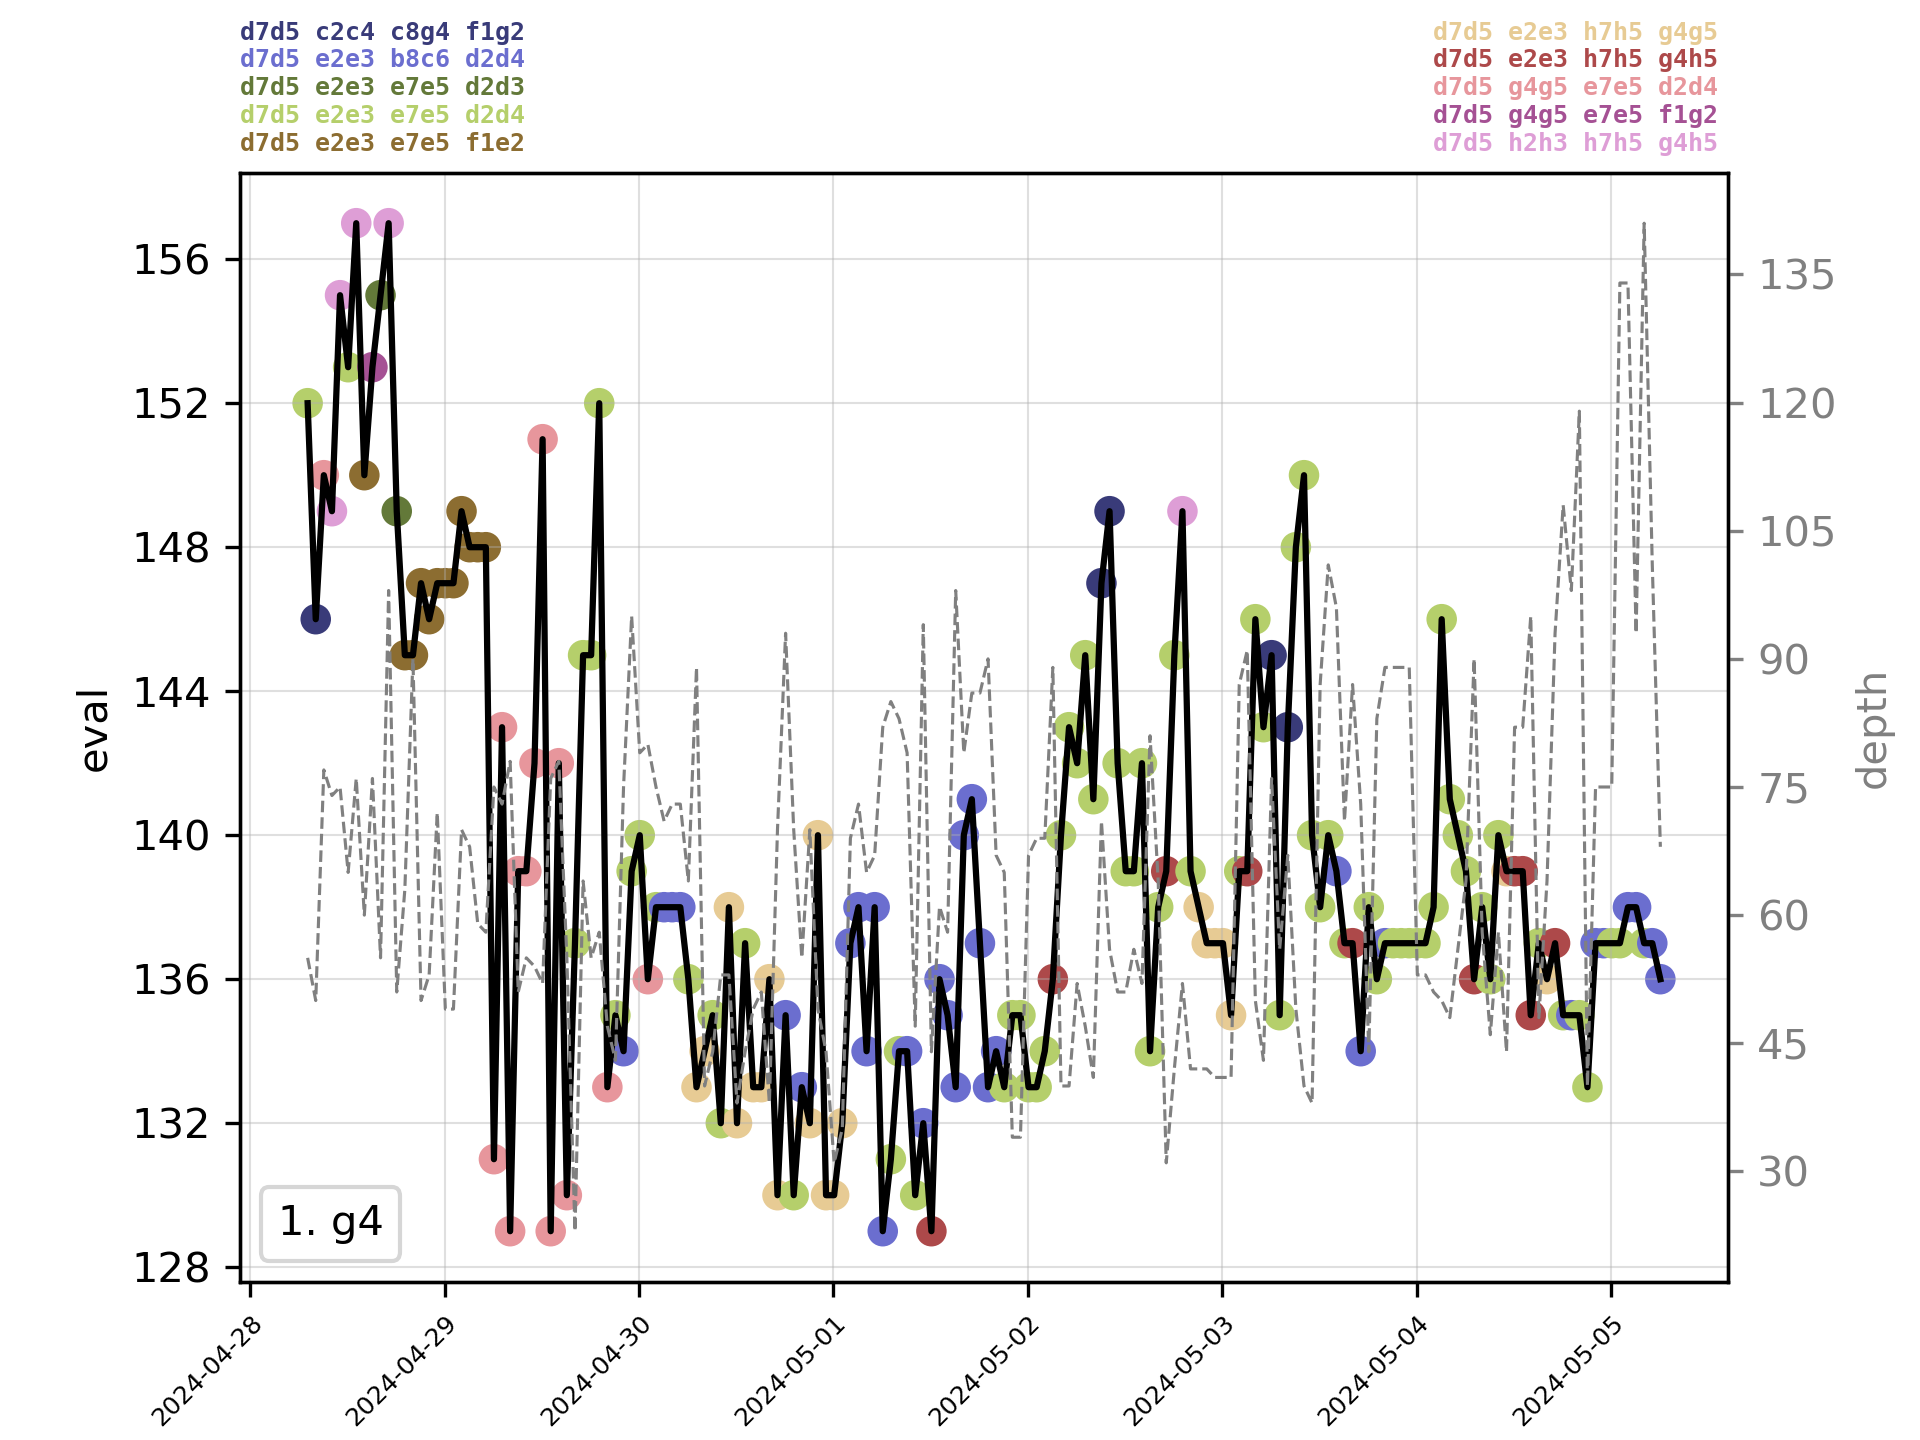 d7d5 c2c4 c8g4 f1g2
d7d5 e2e3 b8c6 d2d4
d7d5 e2e3 e7e5 d2d3
d7d5 e2e3 e7e5 d2d4
d7d5 e2e3 e7e5 f1e2
d7d5 e2e3 h7h5 g4g5
d7d5 e2e3 h7h5 g4h5
d7d5 g4g5 e7e5 d2d4
d7d5 g4g5 e7e5 f1g2
d7d5 h2h3 h7h5 g4h5
eval
156
152
148
144
140
136
132
128
135
120
105
90
75
60
45
30
depth
1. g4
2024-04-28
2024-04-29
2024-04-30
2024-05-01
2024-05-02
2024-05-03
2024-05-04
2024-05-05